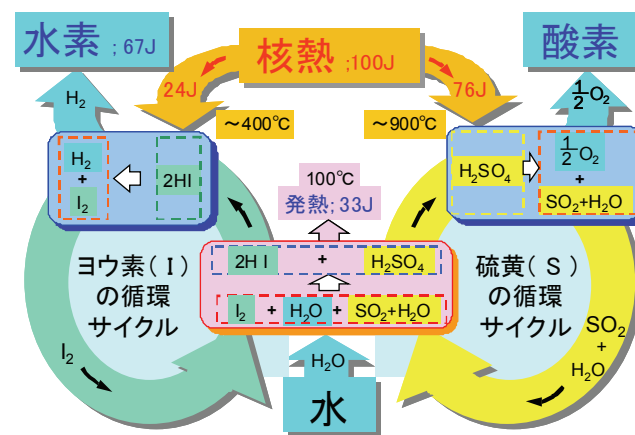 水素 ; 67J
核熱 ;100J
酸素
H₂
24J
76J
½O₂
～400℃
～900℃
H₂
+
I₂
2HI
H₂SO₄
½O₂
+
SO₂+H₂O
100℃
発熱; 33J
2H I + H₂SO₄
I₂ + H₂O + SO₂+H₂O
ヨウ素( I )
の循環
サイクル
硫黄( S )
の循環
サイクル
I₂
SO₂
+
H₂O
H₂O
水